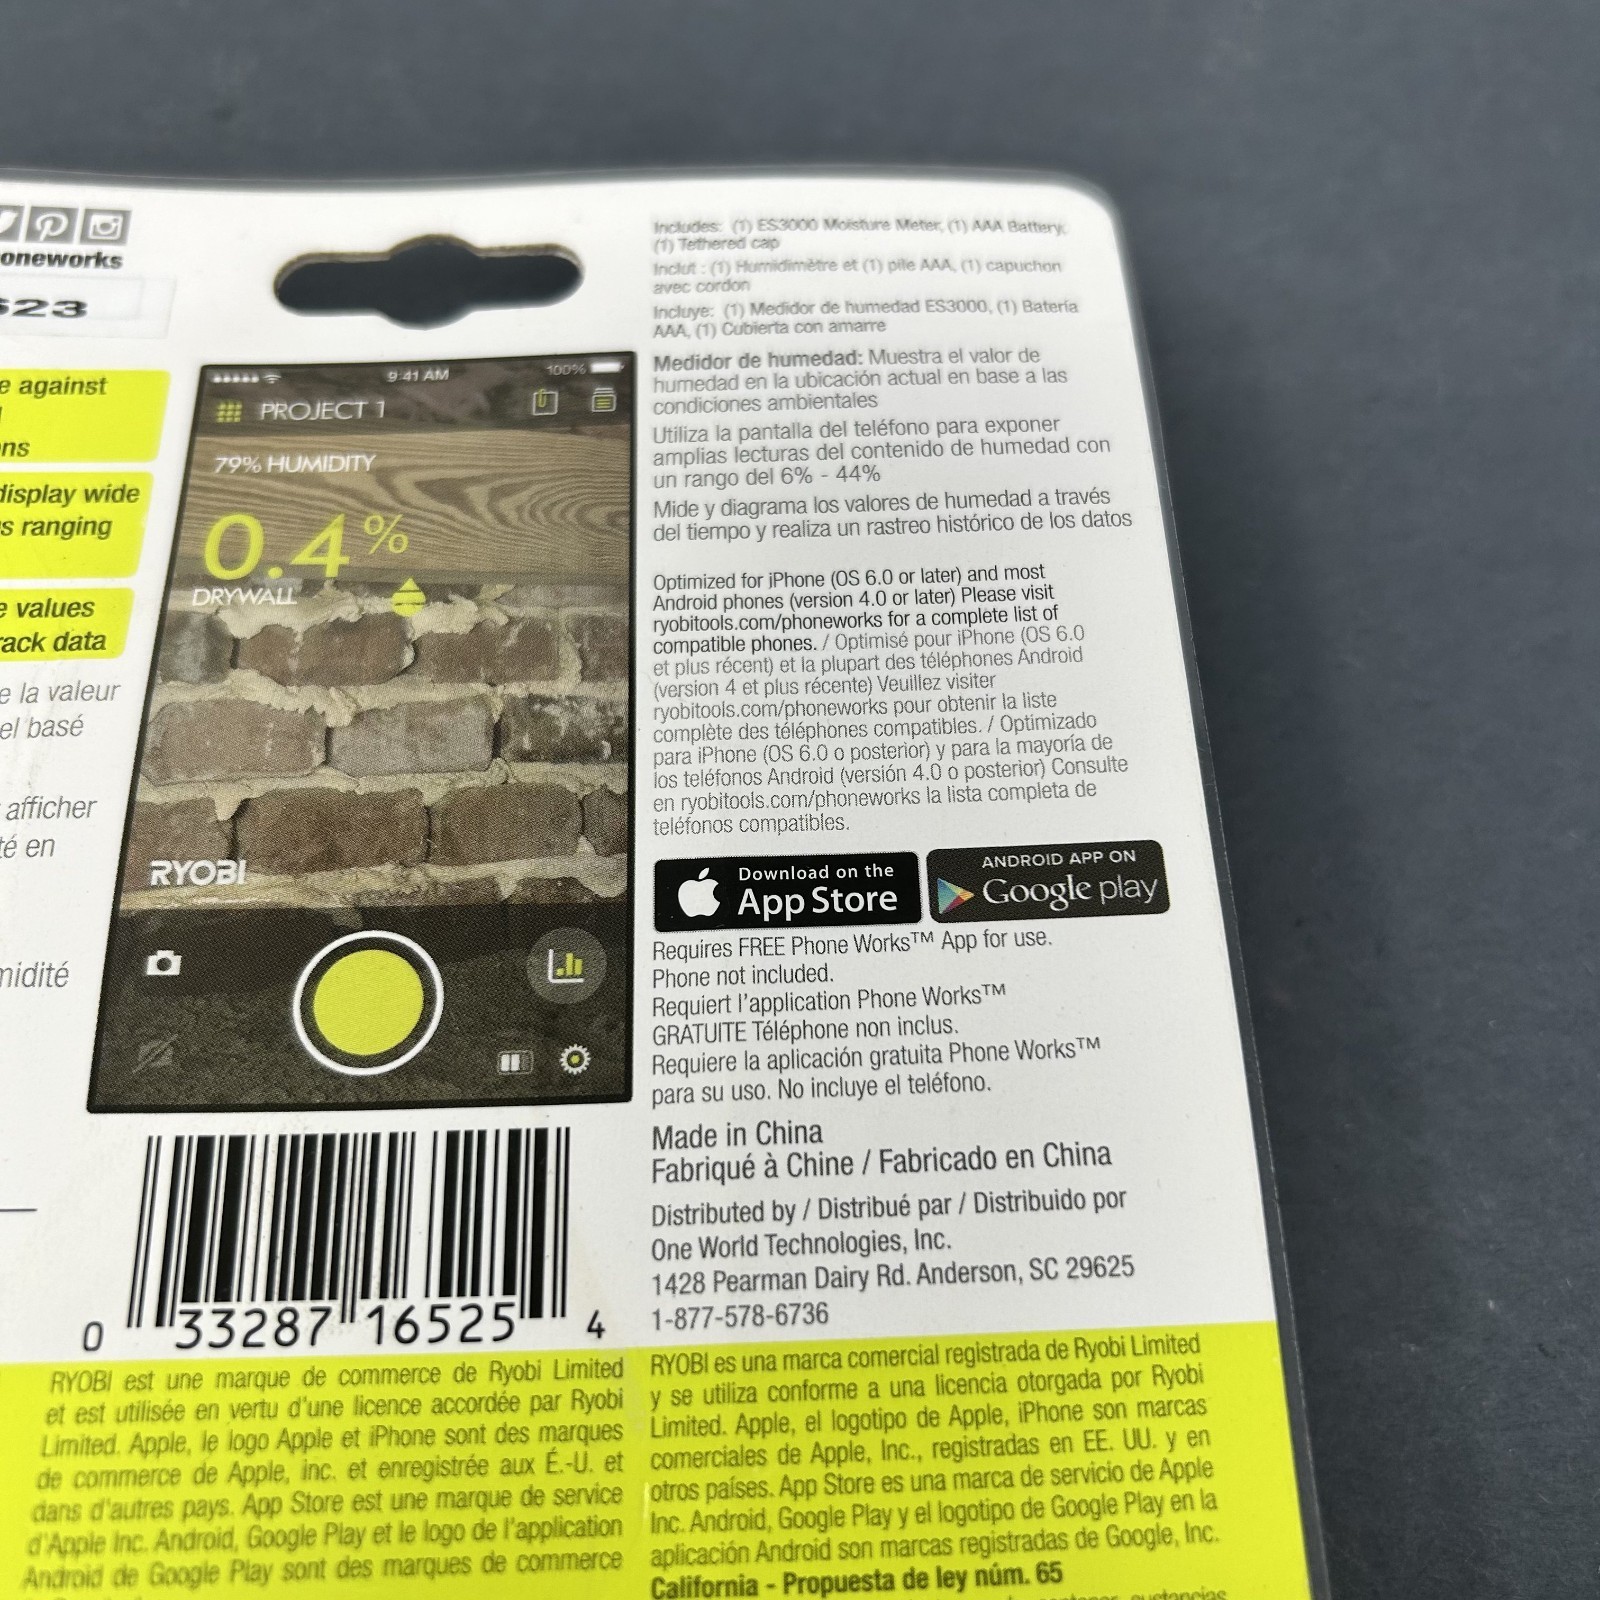 oneworks
523
e against
ns
display wide
s ranging
e values
rack data
e la valeur
el basé
afficher
té en
midité
9:41 AM
100%
PROJECT 1
79% HUMIDITY
0.4%
DRYWALL
RYOBI
0 33287 16525 4
Includes: (1) ES3000 Moisture Meter, (1) AAA Battery,
(1) Tethered cap
Inclut : (1) Humidimètre et (1) pile AAA, (1) capuchon
avec cordon
Incluye: (1) Medidor de humedad ES3000, (1) Batería
AAA, (1) Cubierta con amarre
Medidor de humedad: Muestra el valor de
humedad en la ubicación actual en base a las
condiciones ambientales
Utiliza la pantalla del teléfono para exponer
amplias lecturas del contenido de humedad con
un rango del 6% - 44%
Mide y diagrama los valores de humedad a través
del tiempo y realiza un rastreo histórico de los datos
Optimized for iPhone (OS 6.0 or later) and most
Android phones (version 4.0 or later) Please visit
ryobitools.com/phoneworks for a complete list of
compatible phones. / Optimisé pour iPhone (OS 6.0
et plus récent) et la plupart des téléphones Android
(version 4 et plus récente) Veuillez visiter
ryobitools.com/phoneworks pour obtenir la liste
complète des téléphones compatibles. / Optimizado
para iPhone (OS 6.0 o posterior) y para la mayoría de
los teléfonos Android (versión 4.0 o posterior) Consulte
en ryobitools.com/phoneworks la lista completa de
teléfonos compatibles.
Download on the
App Store
ANDROID APP ON
Google play
Requires FREE Phone Works™ App for use.
Phone not included.
Requiert l'application Phone Works™
GRATUITE Téléphone non inclus.
Requiere la aplicación gratuita Phone Works™
para su uso. No incluye el teléfono.
Made in China
Fabriqué à Chine / Fabricado en China
Distributed by / Distribué par / Distribuido por
One World Technologies, Inc.
1428 Pearman Dairy Rd. Anderson, SC 29625
1-877-578-6736
RYOBI est une marque de commerce de Ryobi Limited
et est utilisée en vertu d'une licence accordée par Ryobi
Limited. Apple, le logo Apple et iPhone sont des marques
de commerce de Apple, inc. et enregistrée aux É.-U. et
dans d'autres pays. App Store est une marque de service
d'Apple Inc. Android, Google Play et le logo de l'application
Android de Google Play sont des marques de commerce
RYOBI es una marca comercial registrada de Ryobi Limited
y se utiliza conforme a una licencia otorgada por Ryobi
Limited. Apple, el logotipo de Apple, iPhone son marcas
comerciales de Apple, Inc., registradas en EE. UU. y en
otros países. App Store es una marca de servicio de Apple
Inc. Android, Google Play y el logotipo de Google Play en la
aplicación Android son marcas registradas de Google, Inc.
California - Propuesta de ley núm. 65